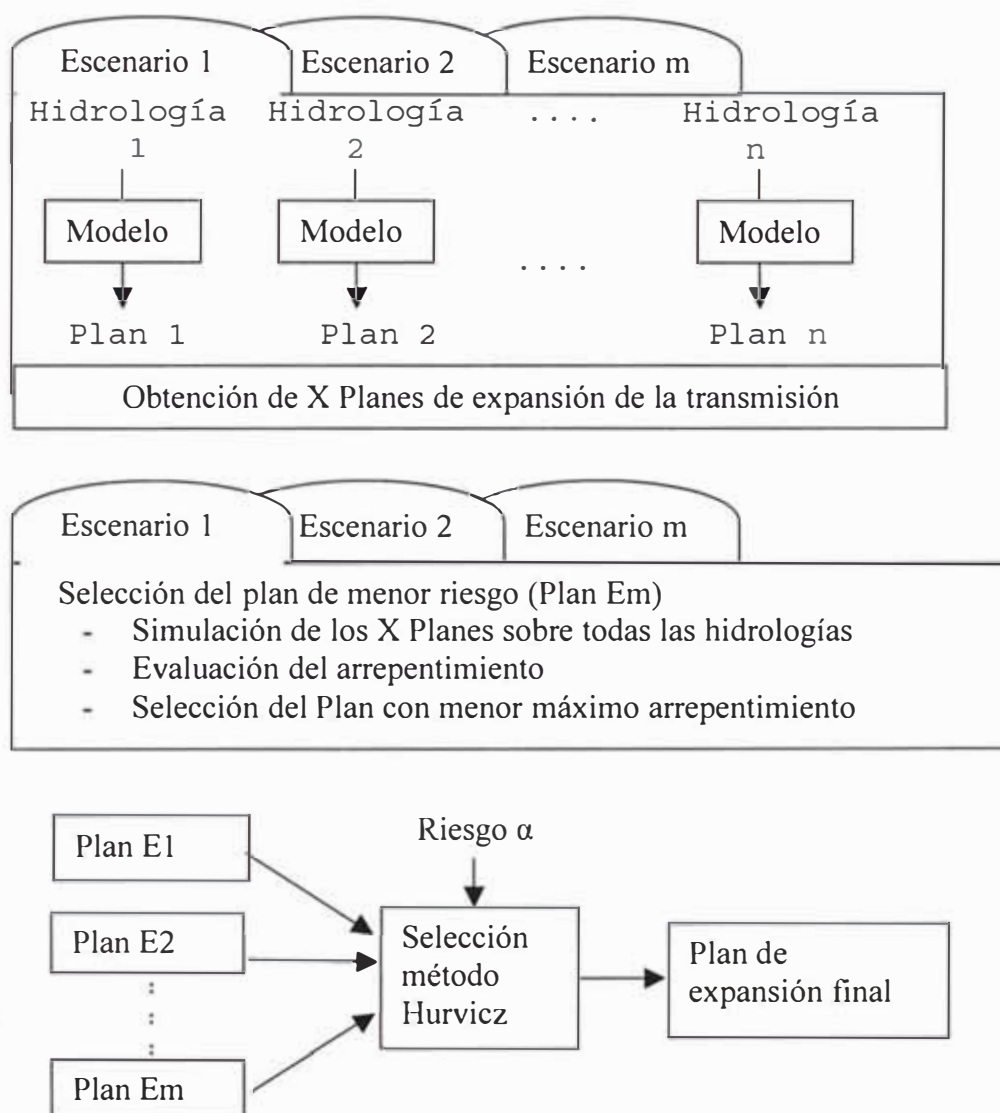 Escenario 1 Escenario 2 Escenario m
Hidrología Hidrología .... Hidrología
1 2 n
Modelo Modelo Modelo
....
Plan 1 Plan 2 Plan n
Obtención de X Planes de expansión de la transmisión
Escenario 1 Escenario 2 Escenario m
Selección del plan de menor riesgo (Plan Em)
- Simulación de los X Planes sobre todas las hidrologías
- Evaluación del arrepentimiento
- Selección del Plan con menor máximo arrepentimiento
Riesgo α
Plan E1
Plan E2
:
:
:
Plan Em
Selección
método
Hurvicz
Plan de
expansión final